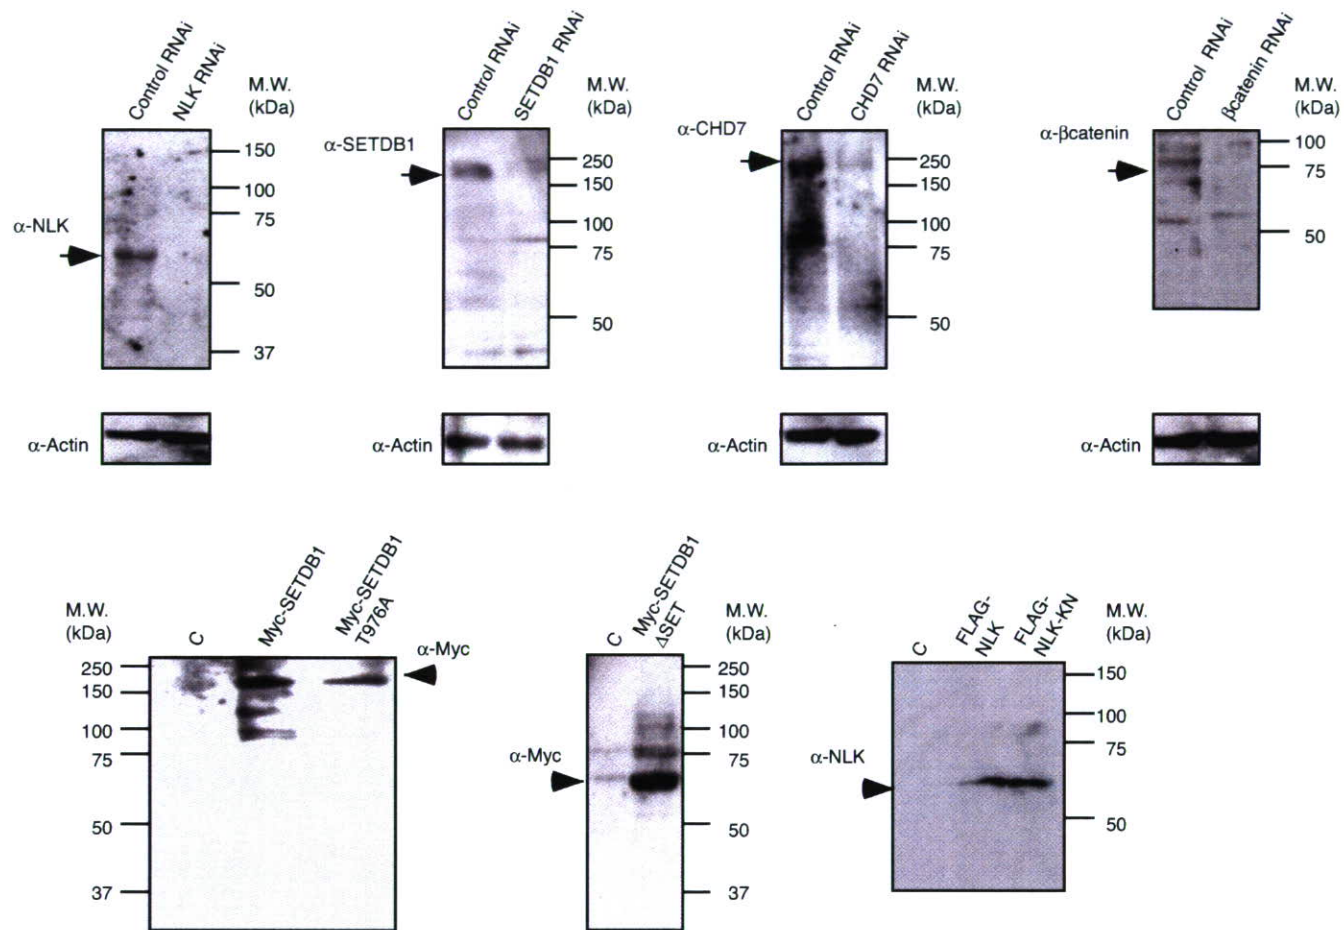 Control RNAi
NLK RNAi
M.W.
(kDa)
α-NLK
150
100
75
50
37
α-Actin
Control RNAi
SETDB1 RNAi
M.W.
(kDa)
α-SETDB1
250
150
100
75
50
α-Actin
Control RNAi
CHD7 RNAi
M.W.
(kDa)
α-CHD7
250
150
100
75
50
α-Actin
Control RNAi
βcatenin RNAi
M.W.
(kDa)
α-βcatenin
100
75
50
α-Actin
M.W.
(kDa)
C
Myc-SETDB1
Myc-SETDB1
T976A
α-Myc
250
150
100
75
50
37
C
Myc-SETDB1
ΔSET
M.W.
(kDa)
α-Myc
250
150
100
75
50
37
C
FLAG-
NLK
FLAG-
NLK-KN
M.W.
(kDa)
α-NLK
150
100
75
50